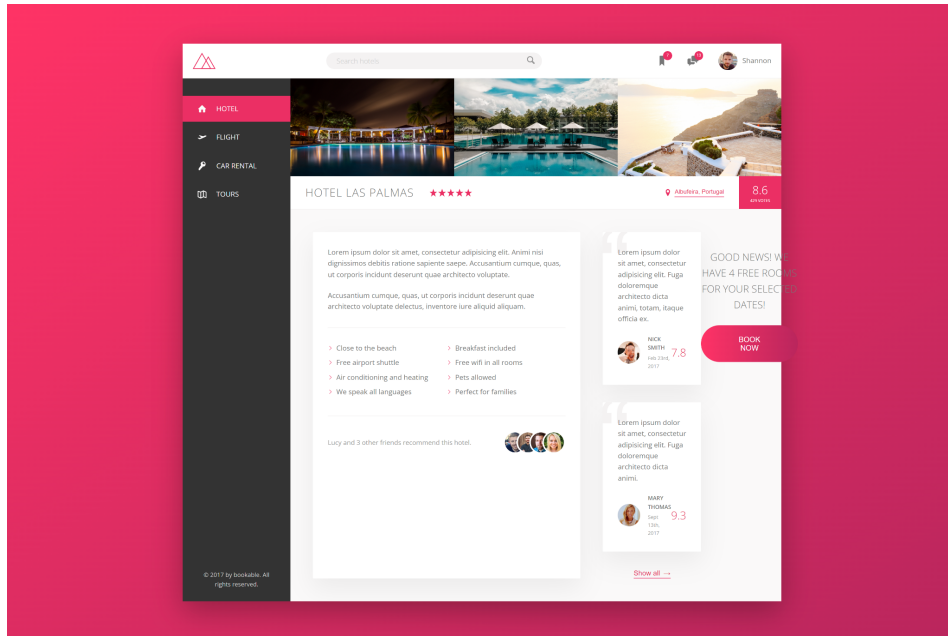 Search hotels
7
13
Shannon
HOTEL
FLIGHT
CAR RENTAL
TOURS
HOTEL LAS PALMAS
Albufeira, Portugal
8.6
429 VOTES
Lorem ipsum dolor sit amet, consectetur adipisicing elit. Animi nisi
dignissimos debitis ratione sapiente saepe. Accusantium cumque, quas,
ut corporis incidunt deserunt quae architecto voluptate.
Accusantium cumque, quas, ut corporis incidunt deserunt quae
architecto voluptate delectus, inventore iure aliquid aliquam.
Close to the beach
Free airport shuttle
Air conditioning and heating
We speak all languages
Breakfast included
Free wifi in all rooms
Pets allowed
Perfect for families
Lucy and 3 other friends recommend this hotel.
Lorem ipsum dolor
sit amet, consectetur
adipisicing elit. Fuga
doloremque
architecto dicta
animi, totam, itaque
officia ex.
NICK
SMITH
Feb 23rd,
2017
7.8
Lorem ipsum dolor
sit amet, consectetur
adipisicing elit. Fuga
doloremque
architecto dicta
animi.
MARY
THOMAS
Sept
13th,
2017
9.3
Show all →
GOOD NEWS! WE
HAVE 4 FREE ROOMS
FOR YOUR SELECTED
DATES!
BOOK
NOW
© 2017 by bookable. All
rights reserved.